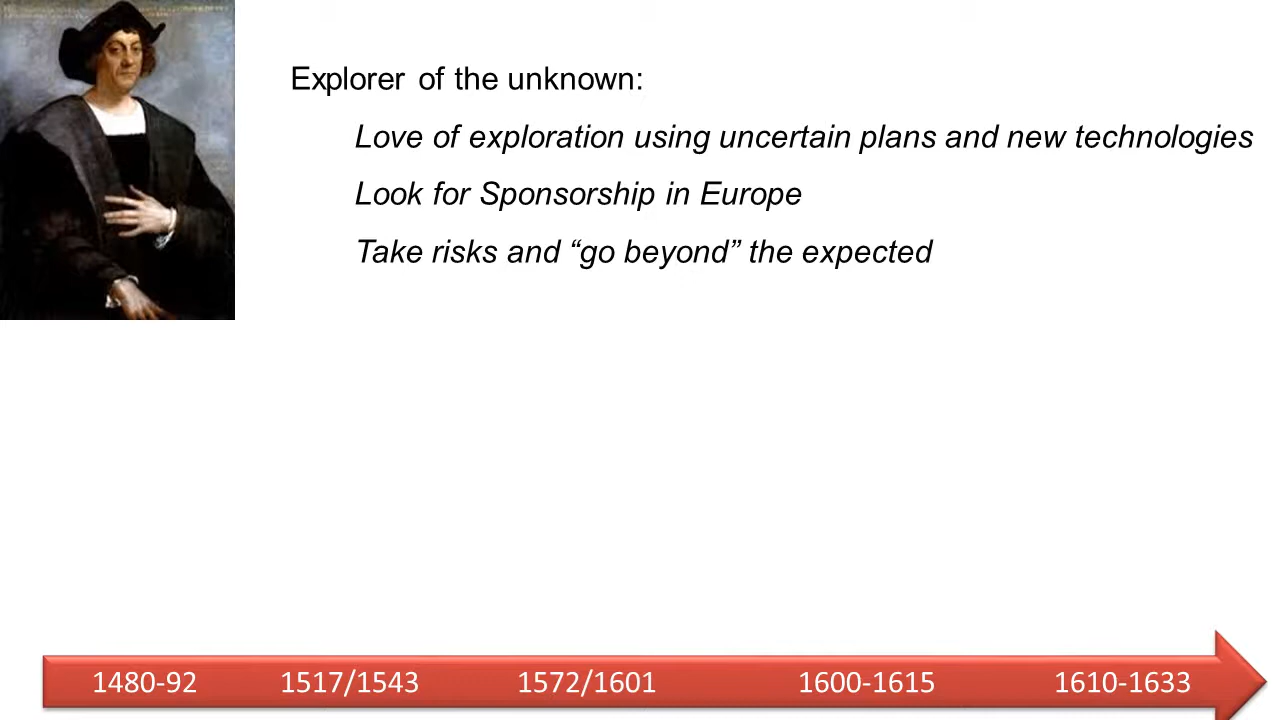 Explorer of the unknown:
Love of exploration using uncertain plans and new technologies
Look for Sponsorship in Europe
Take risks and “go beyond” the expected
1480-92 1517/1543 1572/1601 1600-1615 1610-1633